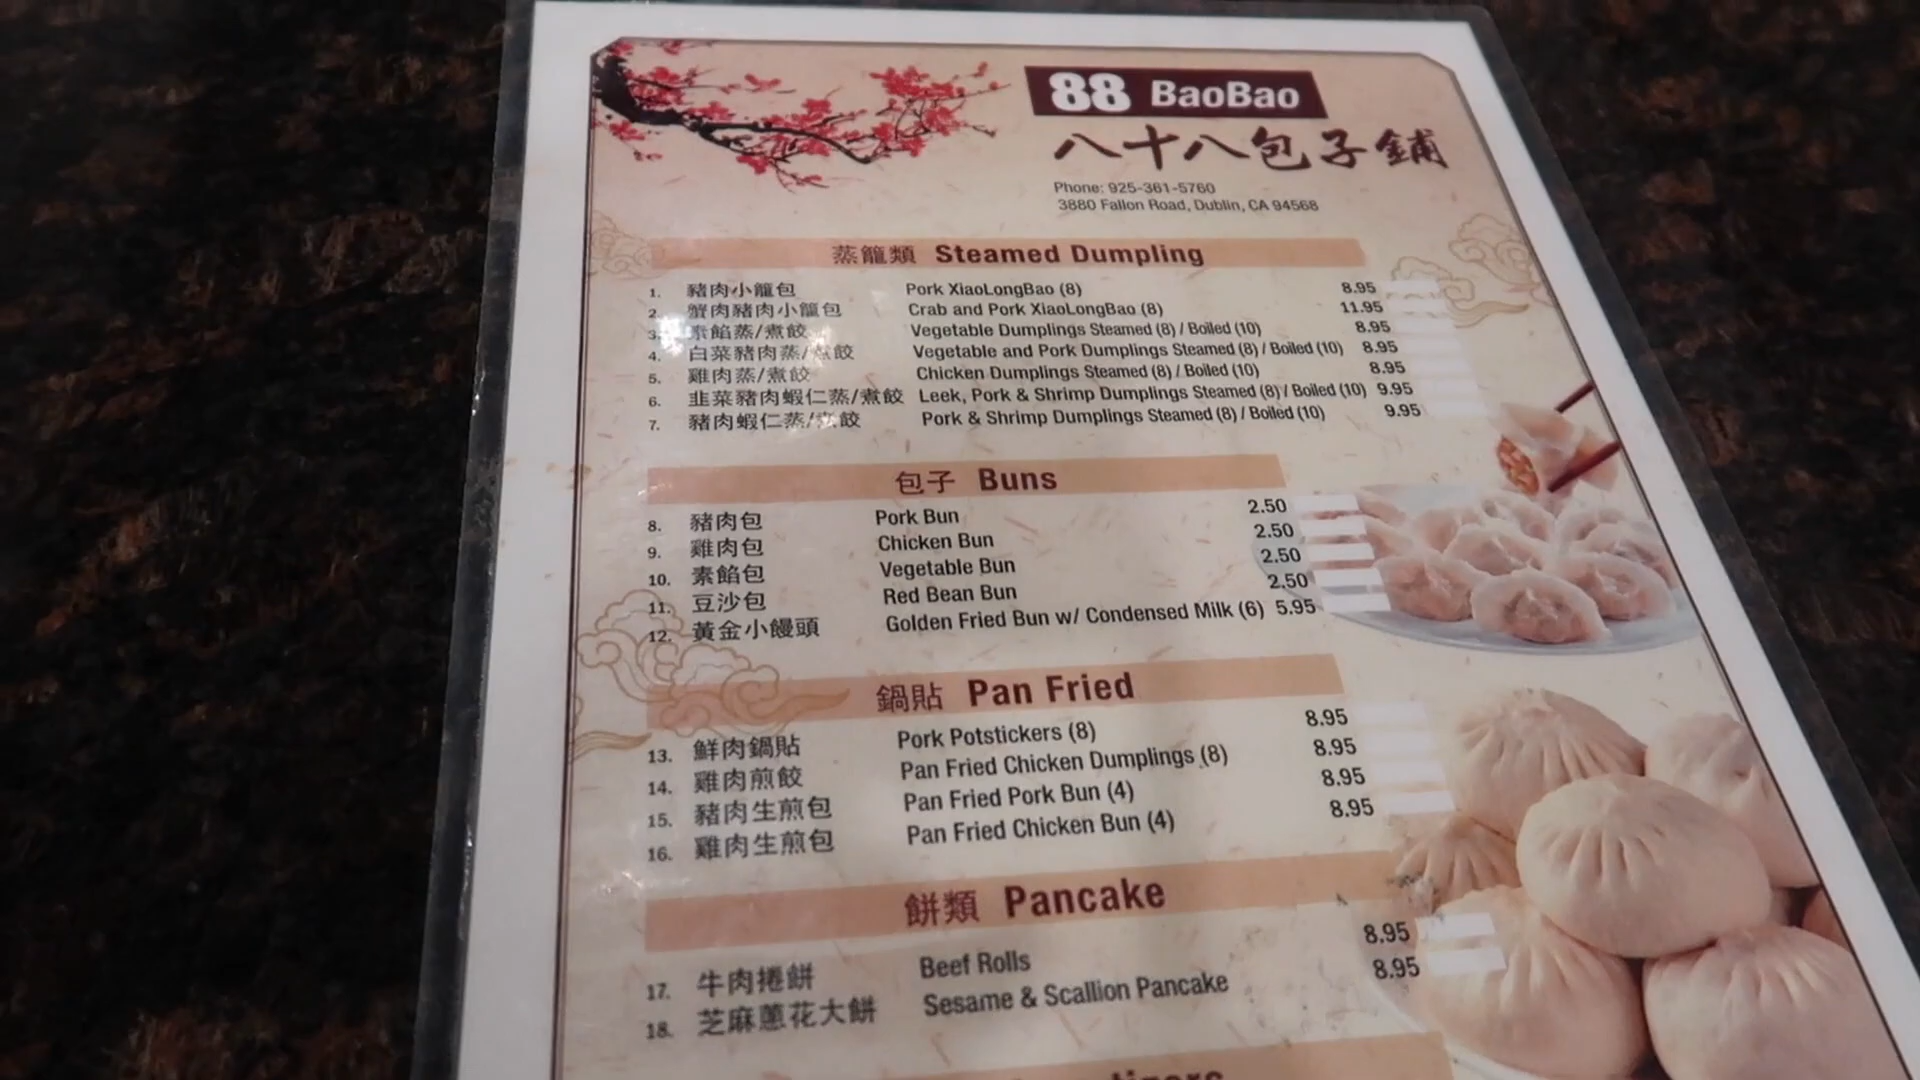 88 BaoBao
八十八包子鋪
Phone: 925-361-5760
3880 Fallon Road, Dublin, CA 94568
蒸籠類 Steamed Dumpling
1. 豬肉小籠包 Pork XiaoLongBao (8) 8.95
2. 蟹肉豬肉小籠包 Crab and Pork XiaoLongBao (8) 11.95
3. 素餡蒸/煮餃 Vegetable Dumplings Steamed (8) / Boiled (10) 8.95
4. 白菜豬肉蒸/煮餃 Vegetable and Pork Dumplings Steamed (8) / Boiled (10) 8.95
5. 雞肉蒸/煮餃 Chicken Dumplings Steamed (8) / Boiled (10) 8.95
6. 韭菜豬肉蝦仁蒸/煮餃 Leek, Pork & Shrimp Dumplings Steamed (8) / Boiled (10) 9.95
7. 豬肉蝦仁蒸/煮餃 Pork & Shrimp Dumplings Steamed (8) / Boiled (10) 9.95
包子 Buns
8. 豬肉包 Pork Bun 2.50
9. 雞肉包 Chicken Bun 2.50
10. 素餡包 Vegetable Bun 2.50
11. 豆沙包 Red Bean Bun 2.50
12. 黃金小饅頭 Golden Fried Bun w/ Condensed Milk (6) 5.95
鍋貼 Pan Fried
13. 鮮肉鍋貼 Pork Potstickers (8) 8.95
14. 雞肉煎餃 Pan Fried Chicken Dumplings (8) 8.95
15. 豬肉生煎包 Pan Fried Pork Bun (4) 8.95
16. 雞肉生煎包 Pan Fried Chicken Bun (4) 8.95
餅類 Pancake
17. 牛肉捲餅 Beef Rolls 8.95
18. 芝麻蔥花大餅 Sesame & Scallion Pancake 8.95